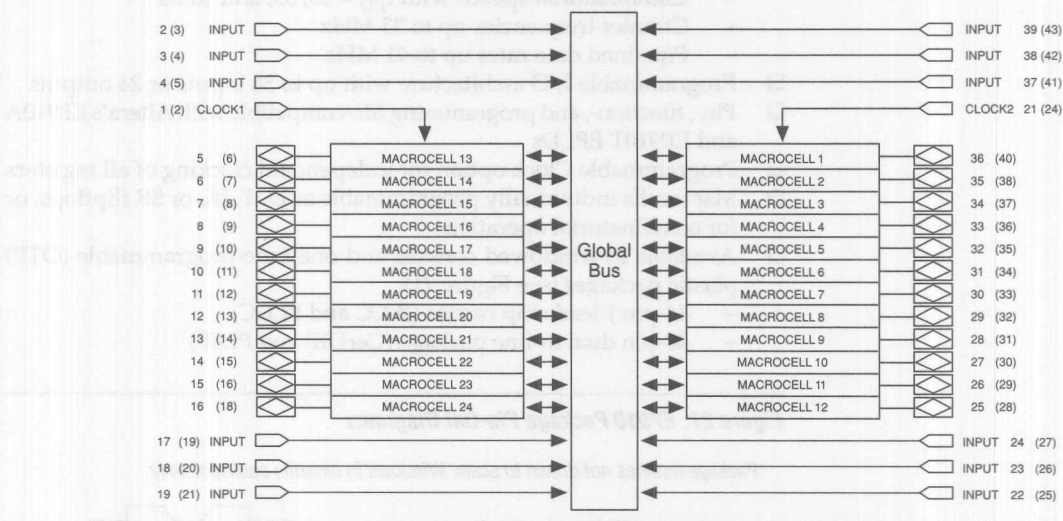 2 (3) INPUT INPUT 39 (43)
3 (4) INPUT INPUT 38 (42)
4 (5) INPUT INPUT 37 (41)
1 (2) CLOCK1 CLOCK2 21 (24)
5 (6) MACROCELL 13 MACROCELL 1 36 (40)
6 (7) MACROCELL 14 MACROCELL 2 35 (38)
7 (8) MACROCELL 15 MACROCELL 3 34 (37)
8 (9) MACROCELL 16 MACROCELL 4 33 (36)
9 (10) MACROCELL 17 Global MACROCELL 5 32 (35)
10 (11) MACROCELL 18 Bus MACROCELL 6 31 (34)
11 (12) MACROCELL 19 MACROCELL 7 30 (33)
12 (13) MACROCELL 20 MACROCELL 8 29 (32)
13 (14) MACROCELL 21 MACROCELL 9 28 (31)
14 (15) MACROCELL 22 MACROCELL 10 27 (30)
15 (16) MACROCELL 23 MACROCELL 11 26 (29)
16 (18) MACROCELL 24 MACROCELL 12 25 (28)
17 (19) INPUT INPUT 24 (27)
18 (20) INPUT INPUT 23 (26)
19 (21) INPUT INPUT 22 (25)